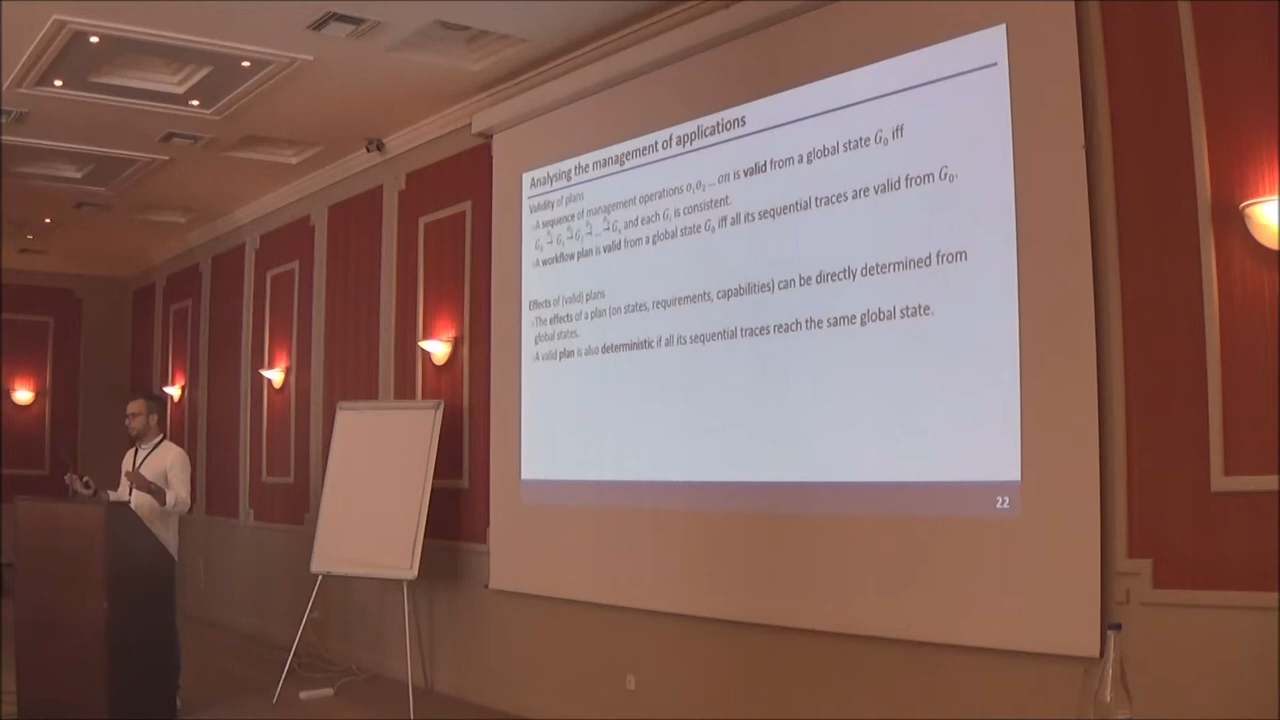 Analysing the management of applications
Validity of plans
A sequence of management operations o₁o₂ ... on is valid from a global state G₀ iff
G₀ → G₁ → G₂ → ... → Gₙ and each Gᵢ is consistent.
A workflow plan is valid from a global state G₀ iff all its sequential traces are valid from G₀.
Effects of (valid) plans
The effects of a plan (on states, requirements, capabilities) can be directly determined from
global states.
A valid plan is also deterministic if all its sequential traces reach the same global state.
22